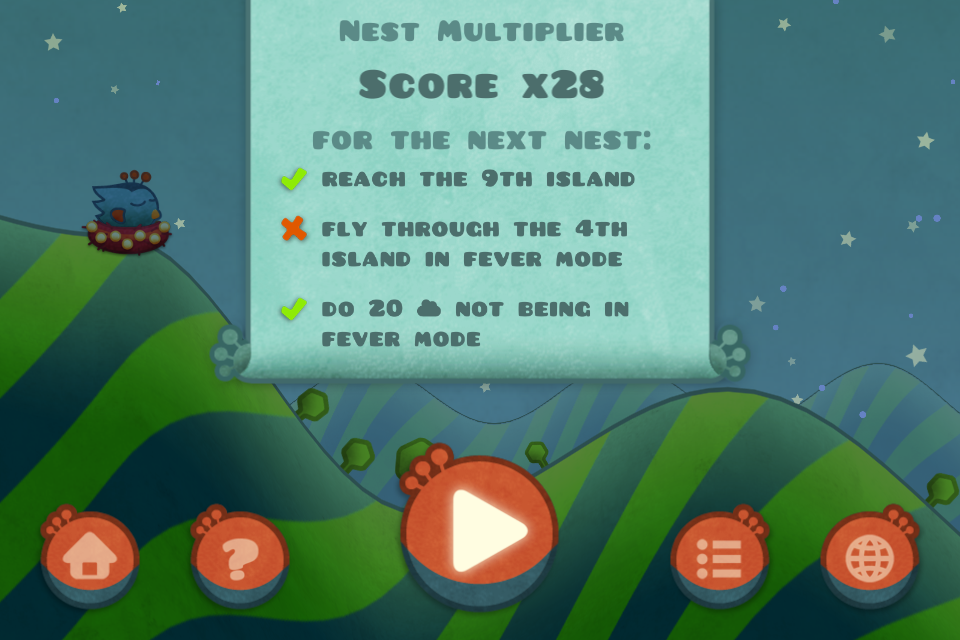 Nest Multiplier
Score x28
for the next nest:
reach the 9th island
fly through the 4th
island in fever mode
do 20 not being in
fever mode
?